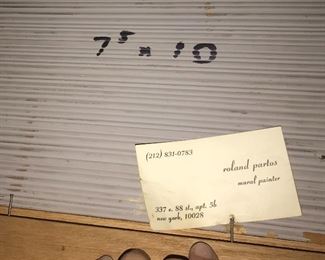 7⁵ x 10
(212) 831-0783
roland partos
mural painter
337 e. 88 st., apt. 5b
new york, 10028